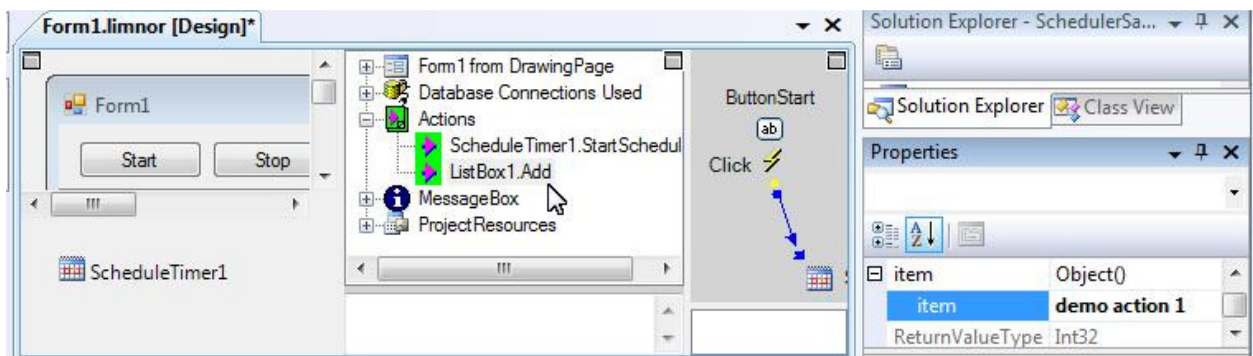 Form1.limnor [Design]*
Form1
Start
Stop
ScheduleTimer1
Form1 from DrawingPage
Database Connections Used
Actions
ScheduleTimer1.StartSchedul
ListBox1.Add
MessageBox
ProjectResources
ButtonStart
ab
Click
Solution Explorer - SchedulerSa...
Solution Explorer
Class View
Properties
A
Z
item Object()
item demo action 1
ReturnValueType Int32